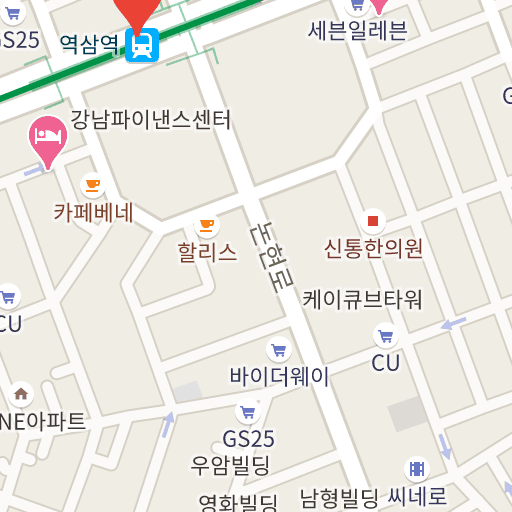 세븐일레븐
GS25
역삼역
강남파이낸스센터
카페베네
할리스
논현로
신통한의원
케이큐브타워
CU
CU
바이더웨이
NE아파트
GS25
우암빌딩
영화빌딩
남형빌딩
씨네로